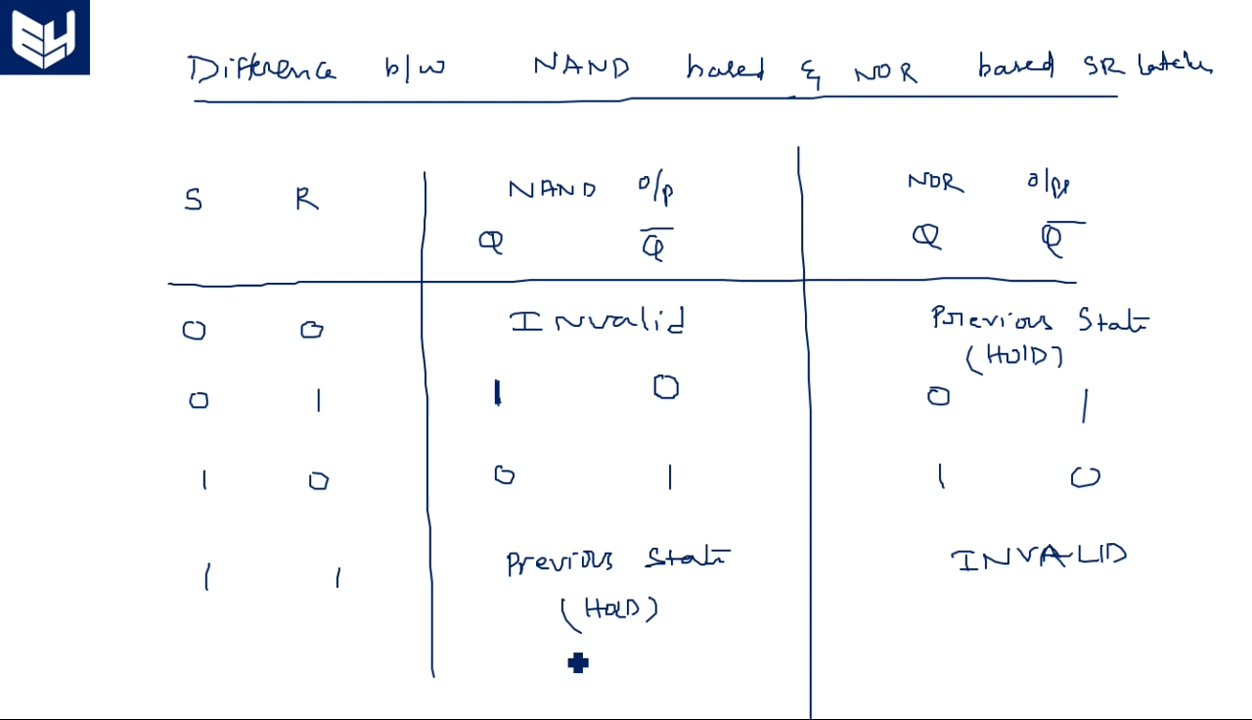 Difference b/w NAND based & NOR based SR latch
S R NAND o/p NOR o/p
Q Q̅ Q Q̅
0 0 Invalid Previous State
(HOLD)
0 1 1 0 0 1
1 0 0 1 1 0
1 1 Previous State INVALID
(HOLD)